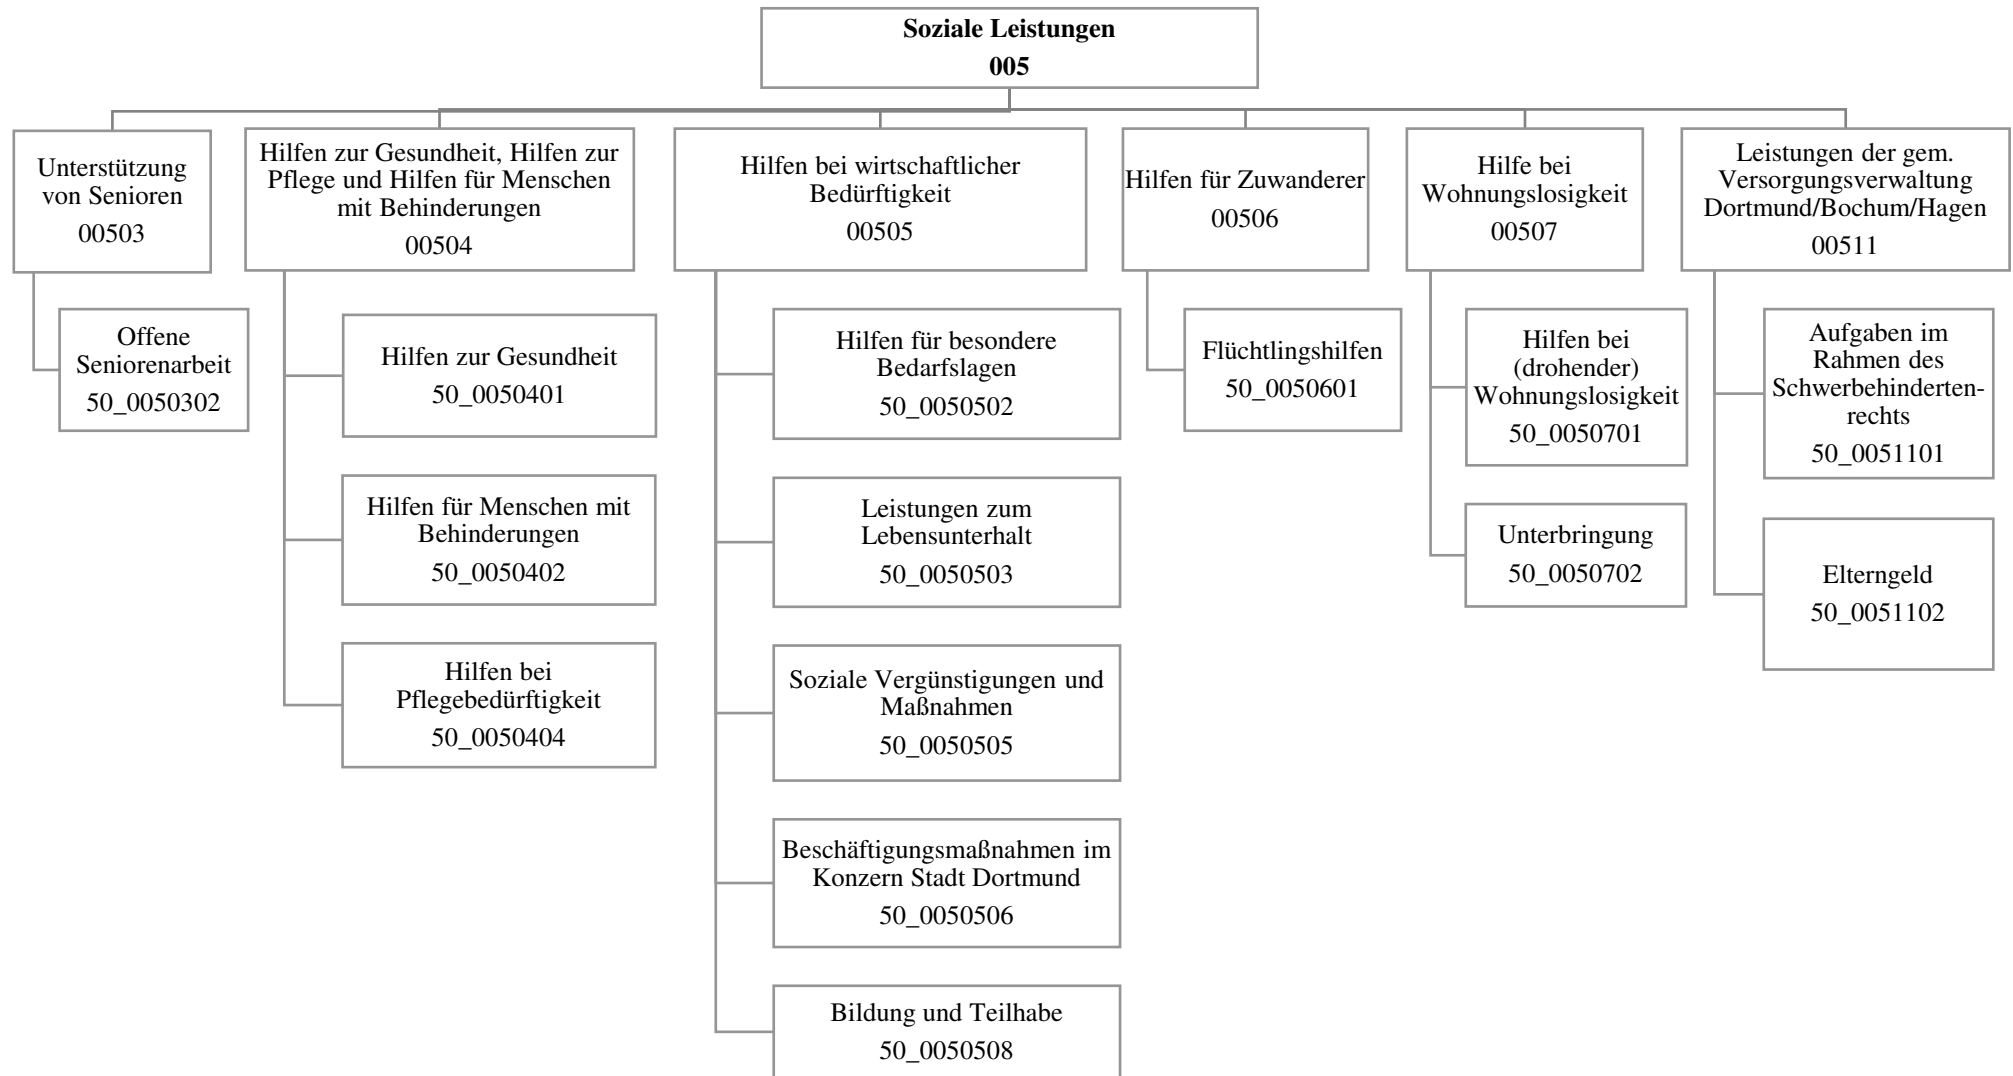 Soziale Leistungen
005
Unterstützung
von Senioren
00503
Hilfen zur Gesundheit, Hilfen zur
Pflege und Hilfen für Menschen
mit Behinderungen
00504
Hilfen bei wirtschaftlicher
Bedürftigkeit
00505
Hilfen für Zuwanderer
00506
Hilfe bei
Wohnungslosigkeit
00507
Leistungen der gem.
Versorgungsverwaltung
Dortmund/Bochum/Hagen
00511
Offene
Seniorenarbeit
50_0050302
Hilfen zur Gesundheit
50_0050401
Hilfen für Menschen mit
Behinderungen
50_0050402
Hilfen bei
Pflegebedürftigkeit
50_0050404
Hilfen für besondere
Bedarfslagen
50_0050502
Leistungen zum
Lebensunterhalt
50_0050503
Soziale Vergünstigungen und
Maßnahmen
50_0050505
Beschäftigungsmaßnahmen im
Konzern Stadt Dortmund
50_0050506
Bildung und Teilhabe
50_0050508
Flüchtlingshilfen
50_0050601
Hilfen bei
(drohender)
Wohnungslosigkeit
50_0050701
Unterbringung
50_0050702
Aufgaben im
Rahmen des
Schwerbehinderten-
rechts
50_0051101
Elterngeld
50_0051102